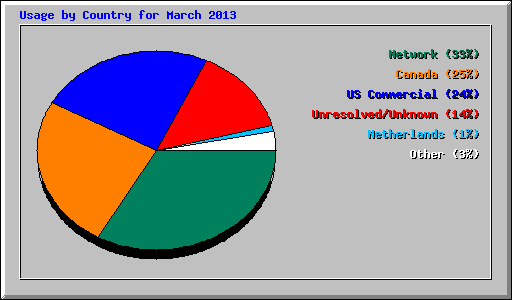 Usage by Country for March 2013
Network (33%)
Canada (25%)
US Commercial (24%)
Unresolved/Unknown (14%)
Netherlands (1%)
Other (3%)